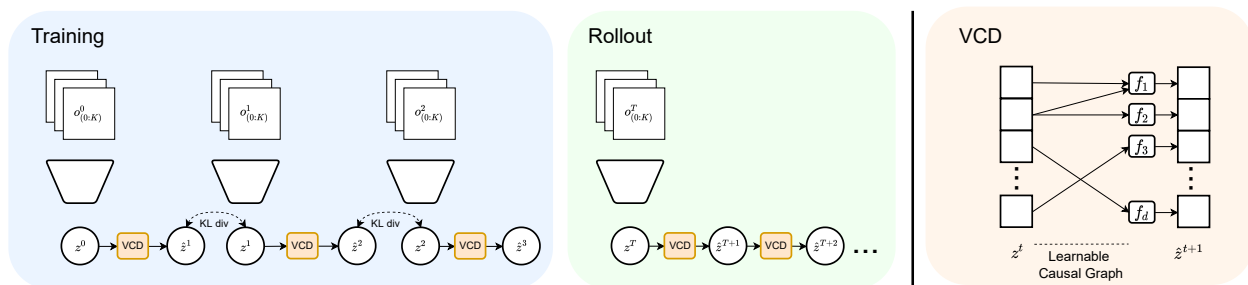 Training
Rollout
VCD
o^0_{(0:K)}
o^1_{(0:K)}
o^2_{(0:K)}
o^T_{(0:K)}
f_1
f_2
f_3
f_d
KL div
KL div
z^0 VCD ẑ^1 z^1 VCD ẑ^2 z^2 VCD ẑ^3
z^T VCD ẑ^{T+1} VCD ẑ^{T+2} ...
z^t ẑ^{t+1}
Learnable
Causal Graph